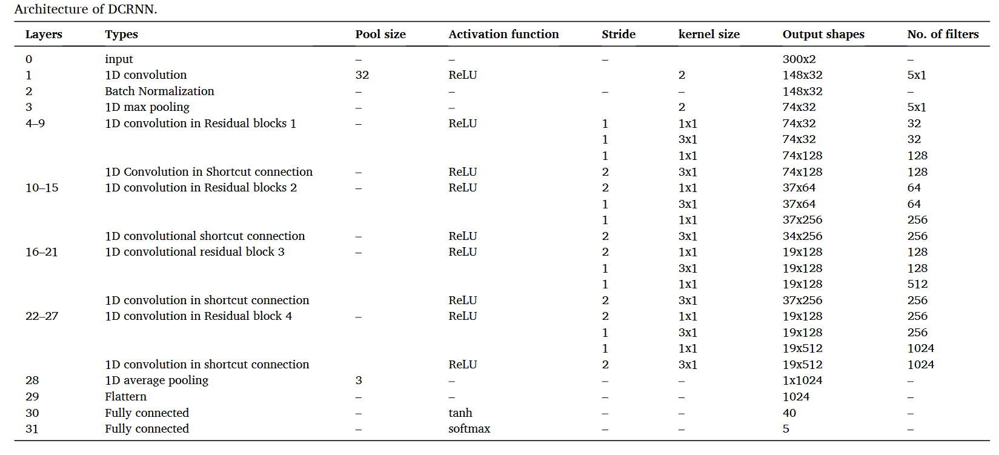 Architecture of DCRNN.
Layers Types Pool size Activation function Stride kernel size Output shapes No. of filters
0 input – – – 300x2 –
1 1D convolution 32 ReLU 2 148x32 5x1
2 Batch Normalization – – – – 148x32 –
3 1D max pooling – – 2 74x32 5x1
4–9 1D convolution in Residual blocks 1 – ReLU 1 1x1 74x32 32
1 3x1 74x32 32
1 1x1 74x128 128
1D Convolution in Shortcut connection – ReLU 2 3x1 74x128 128
10–15 1D convolution in Residual blocks 2 – ReLU 2 1x1 37x64 64
1 3x1 37x64 64
1 1x1 37x256 256
1D convolutional shortcut connection – ReLU 2 3x1 34x256 256
16–21 1D convolutional residual block 3 – ReLU 2 1x1 19x128 128
1 3x1 19x128 128
1 1x1 19x128 512
1D convolution in shortcut connection ReLU 2 3x1 37x256 256
22–27 1D convolution in Residual block 4 – ReLU 2 1x1 19x128 256
1 3x1 19x128 256
1 1x1 19x512 1024
1D convolution in shortcut connection ReLU 2 3x1 19x512 1024
28 1D average pooling 3 – – – 1x1024 –
29 Flattern – – – – 1024 –
30 Fully connected – tanh – – 40 –
31 Fully connected – softmax – – 5 –